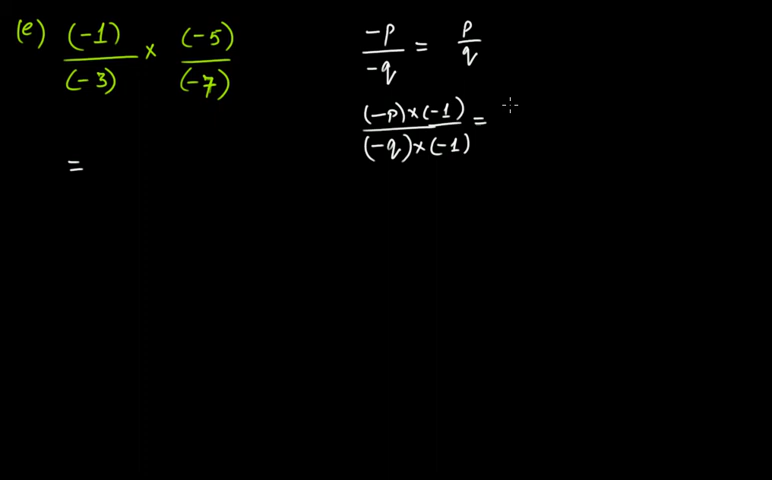 (e) (-1)/(-3) × (-5)/(-7)
=
-p/-q = p/q
(-p)×(-1)/(-q)×(-1) =